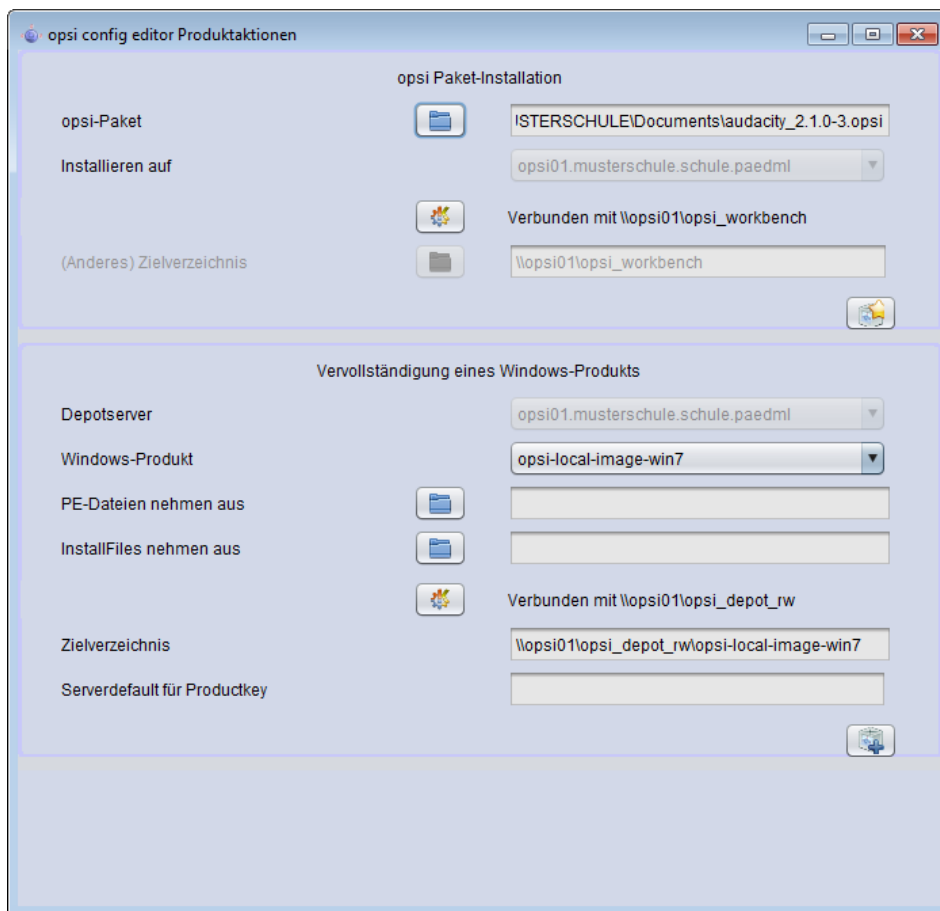 opsi config editor Produktaktionen
opsi Paket-Installation
opsi-Paket
STERSCHULE\Documents\audacity_2.1.0-3.opsi
Installieren auf
opsi01.musterschule.schule.paedml
Verbunden mit \\opsi01\opsi_workbench
(Anderes) Zielverzeichnis
\\opsi01\opsi_workbench
Vervollständigung eines Windows-Produkts
Depotserver
opsi01.musterschule.schule.paedml
Windows-Produkt
opsi-local-image-win7
PE-Dateien nehmen aus
InstallFiles nehmen aus
Verbunden mit \\opsi01\opsi_depot_rw
Zielverzeichnis
\\opsi01\opsi_depot_rw\opsi-local-image-win7
Serverdefault für Productkey